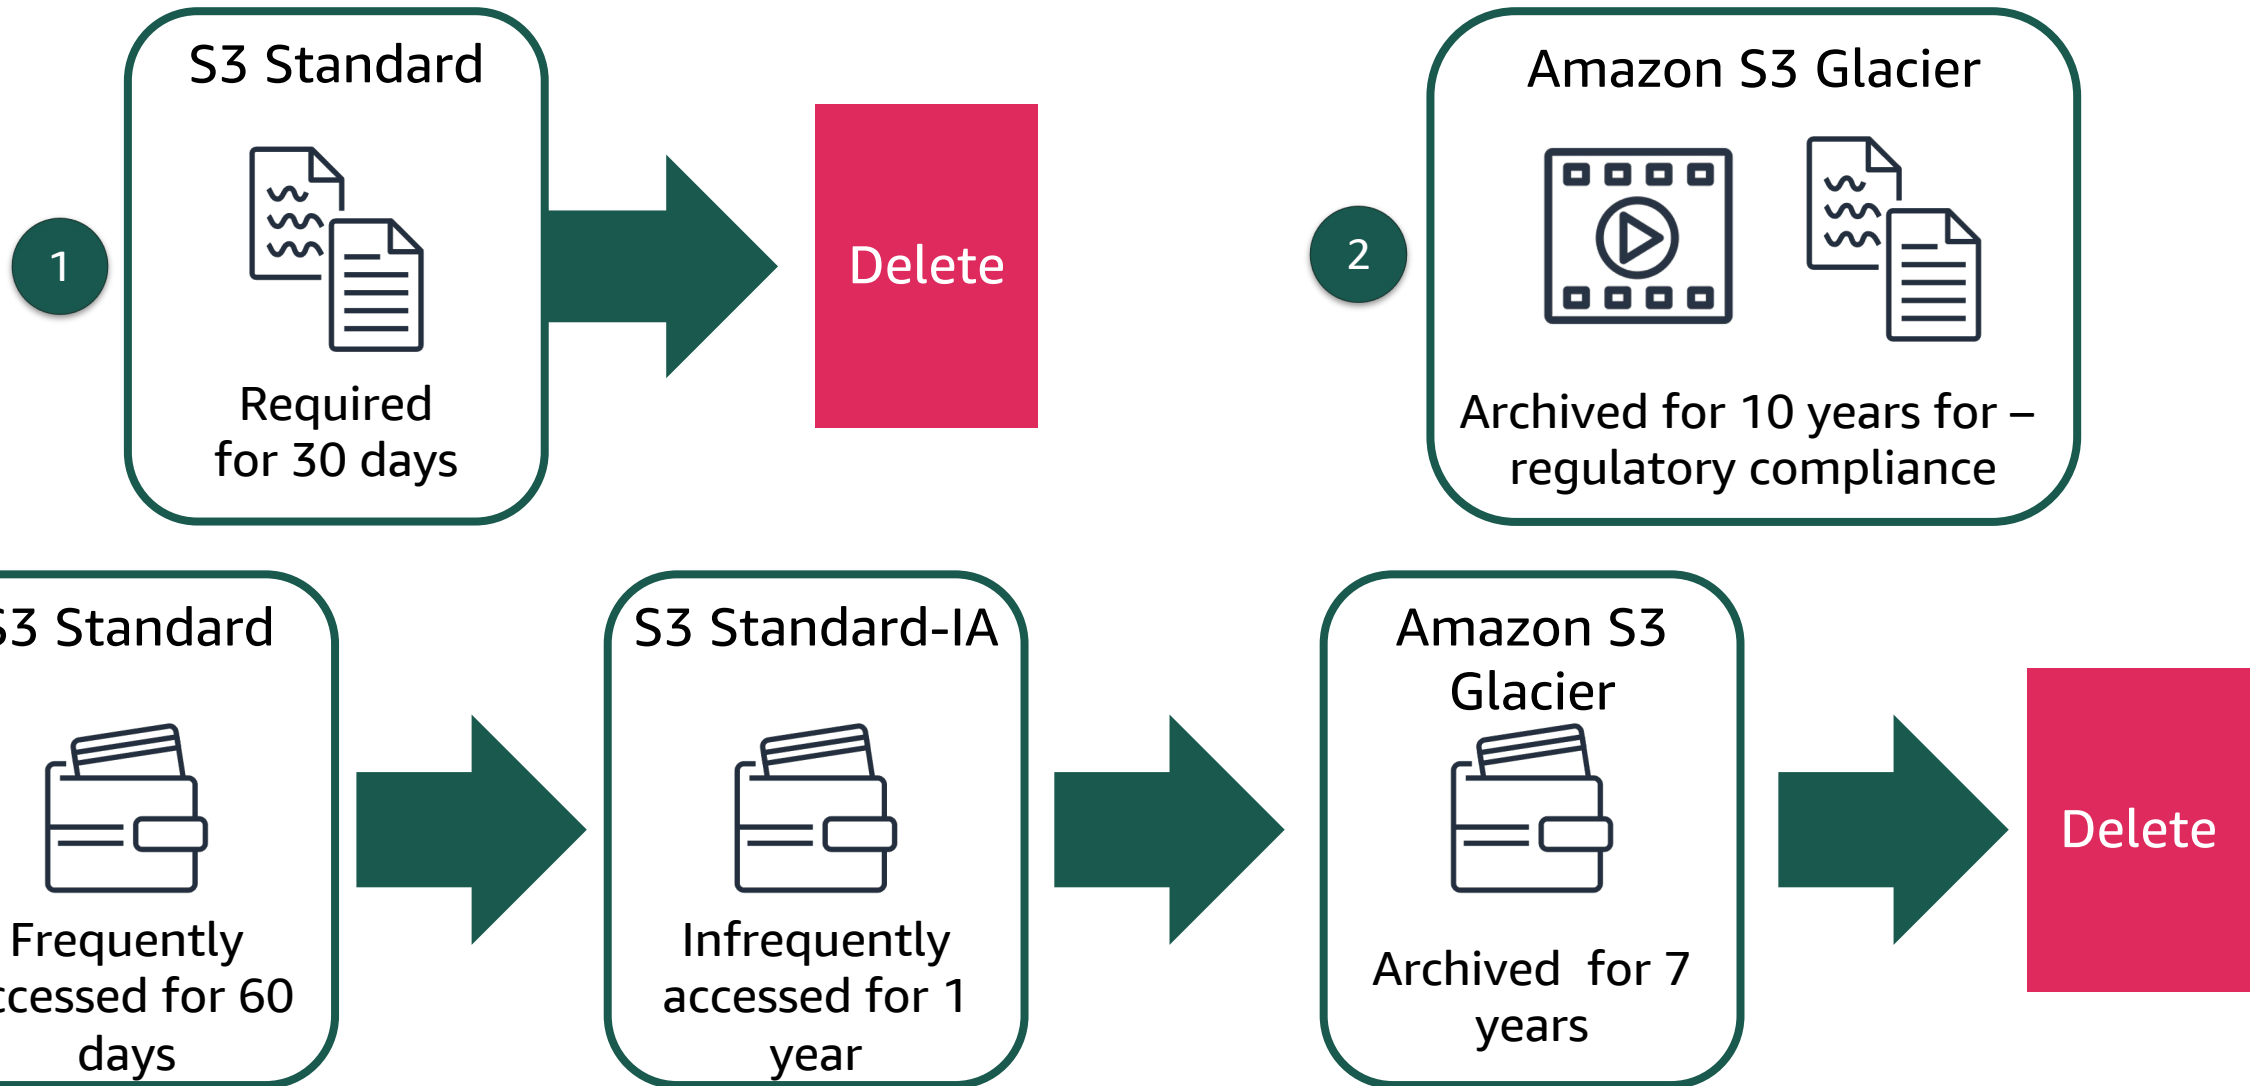 1
S3 Standard
Required
for 30 days
Delete
2
Amazon S3 Glacier
Archived for 10 years for –
regulatory compliance
S3 Standard
Frequently
accessed for 60
days
S3 Standard-IA
Infrequently
accessed for 1
year
Amazon S3
Glacier
Archived  for 7
years
Delete